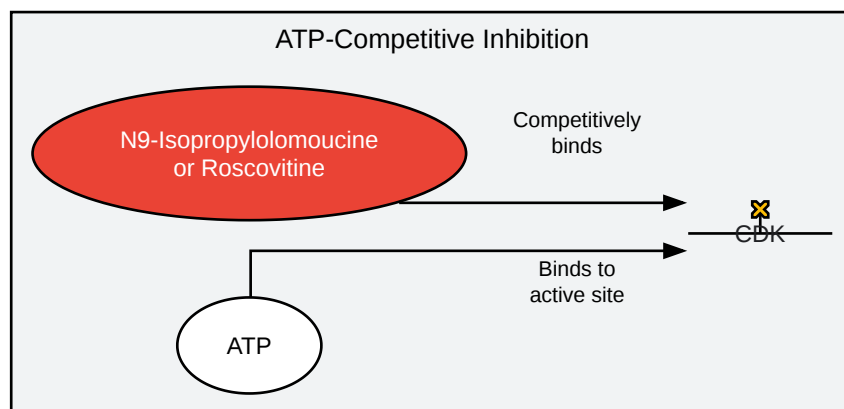 ATP-Competitive Inhibition
N9-Isopropylolomoucine
or Roscovitine
Competitively
binds
CDK
Binds to
active site
ATP